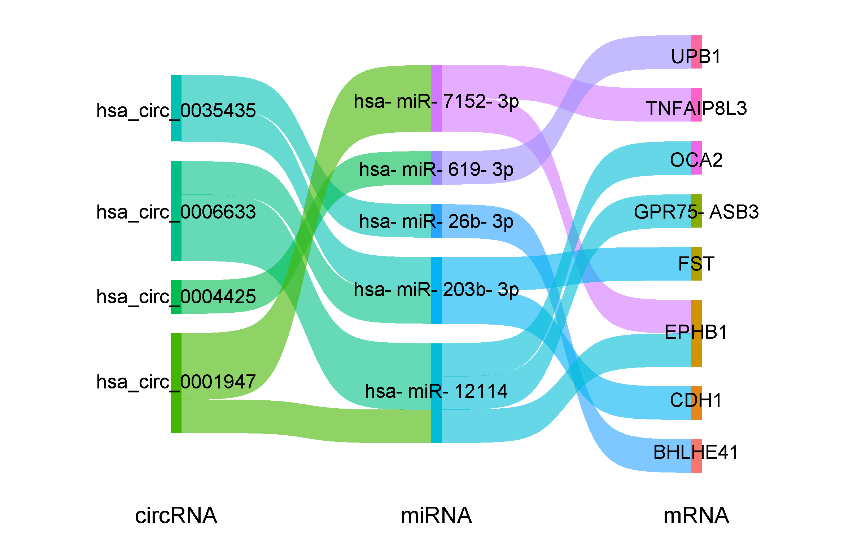 hsa_circ_0035435
hsa_circ_0006633
hsa_circ_0004425
hsa_circ_0001947
hsa- miR- 7152- 3p
hsa- miR- 619- 3p
hsa- miR- 26b- 3p
hsa- miR- 203b- 3p
hsa- miR- 12114
UPB1
TNFAIP8L3
OCA2
GPR75- ASB3
FST
EPHB1
CDH1
BHLHE41
circRNA
miRNA
mRNA